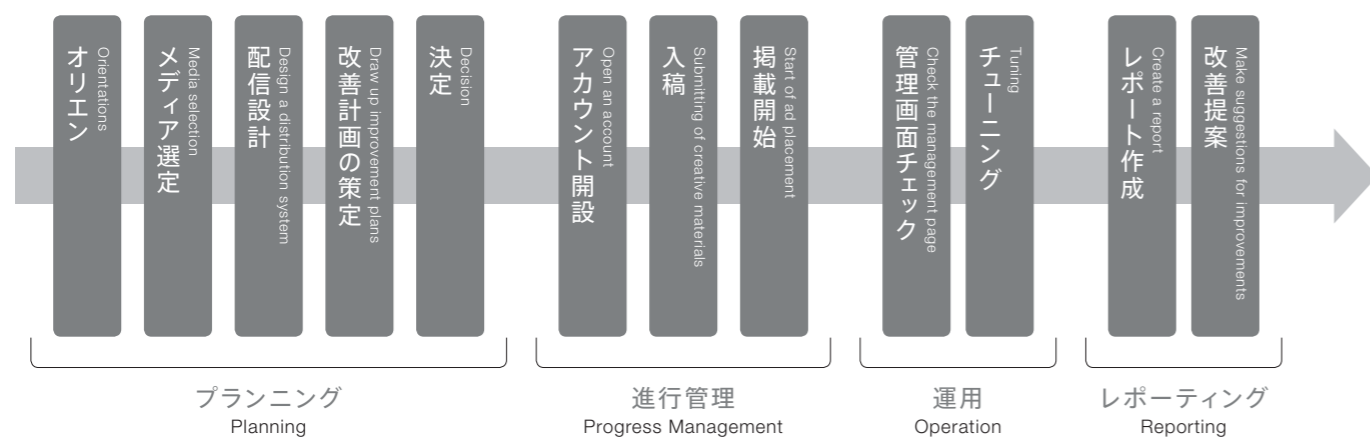 オリエン
Orientations
メディア選定
Media selection
配信設計
Design a distribution system
改善計画の策定
Draw up improvement plans
決定
Decision
アカウント開設
Open an account
入稿
Submitting of creative materials
掲載開始
Start of ad placement
管理画面チェック
Check the management page
チューニング
Tuning
レポート作成
Create a report
改善提案
Make suggestions for improvements
プランニング
Planning
進行管理
Progress Management
運用
Operation
レポーティング
Reporting